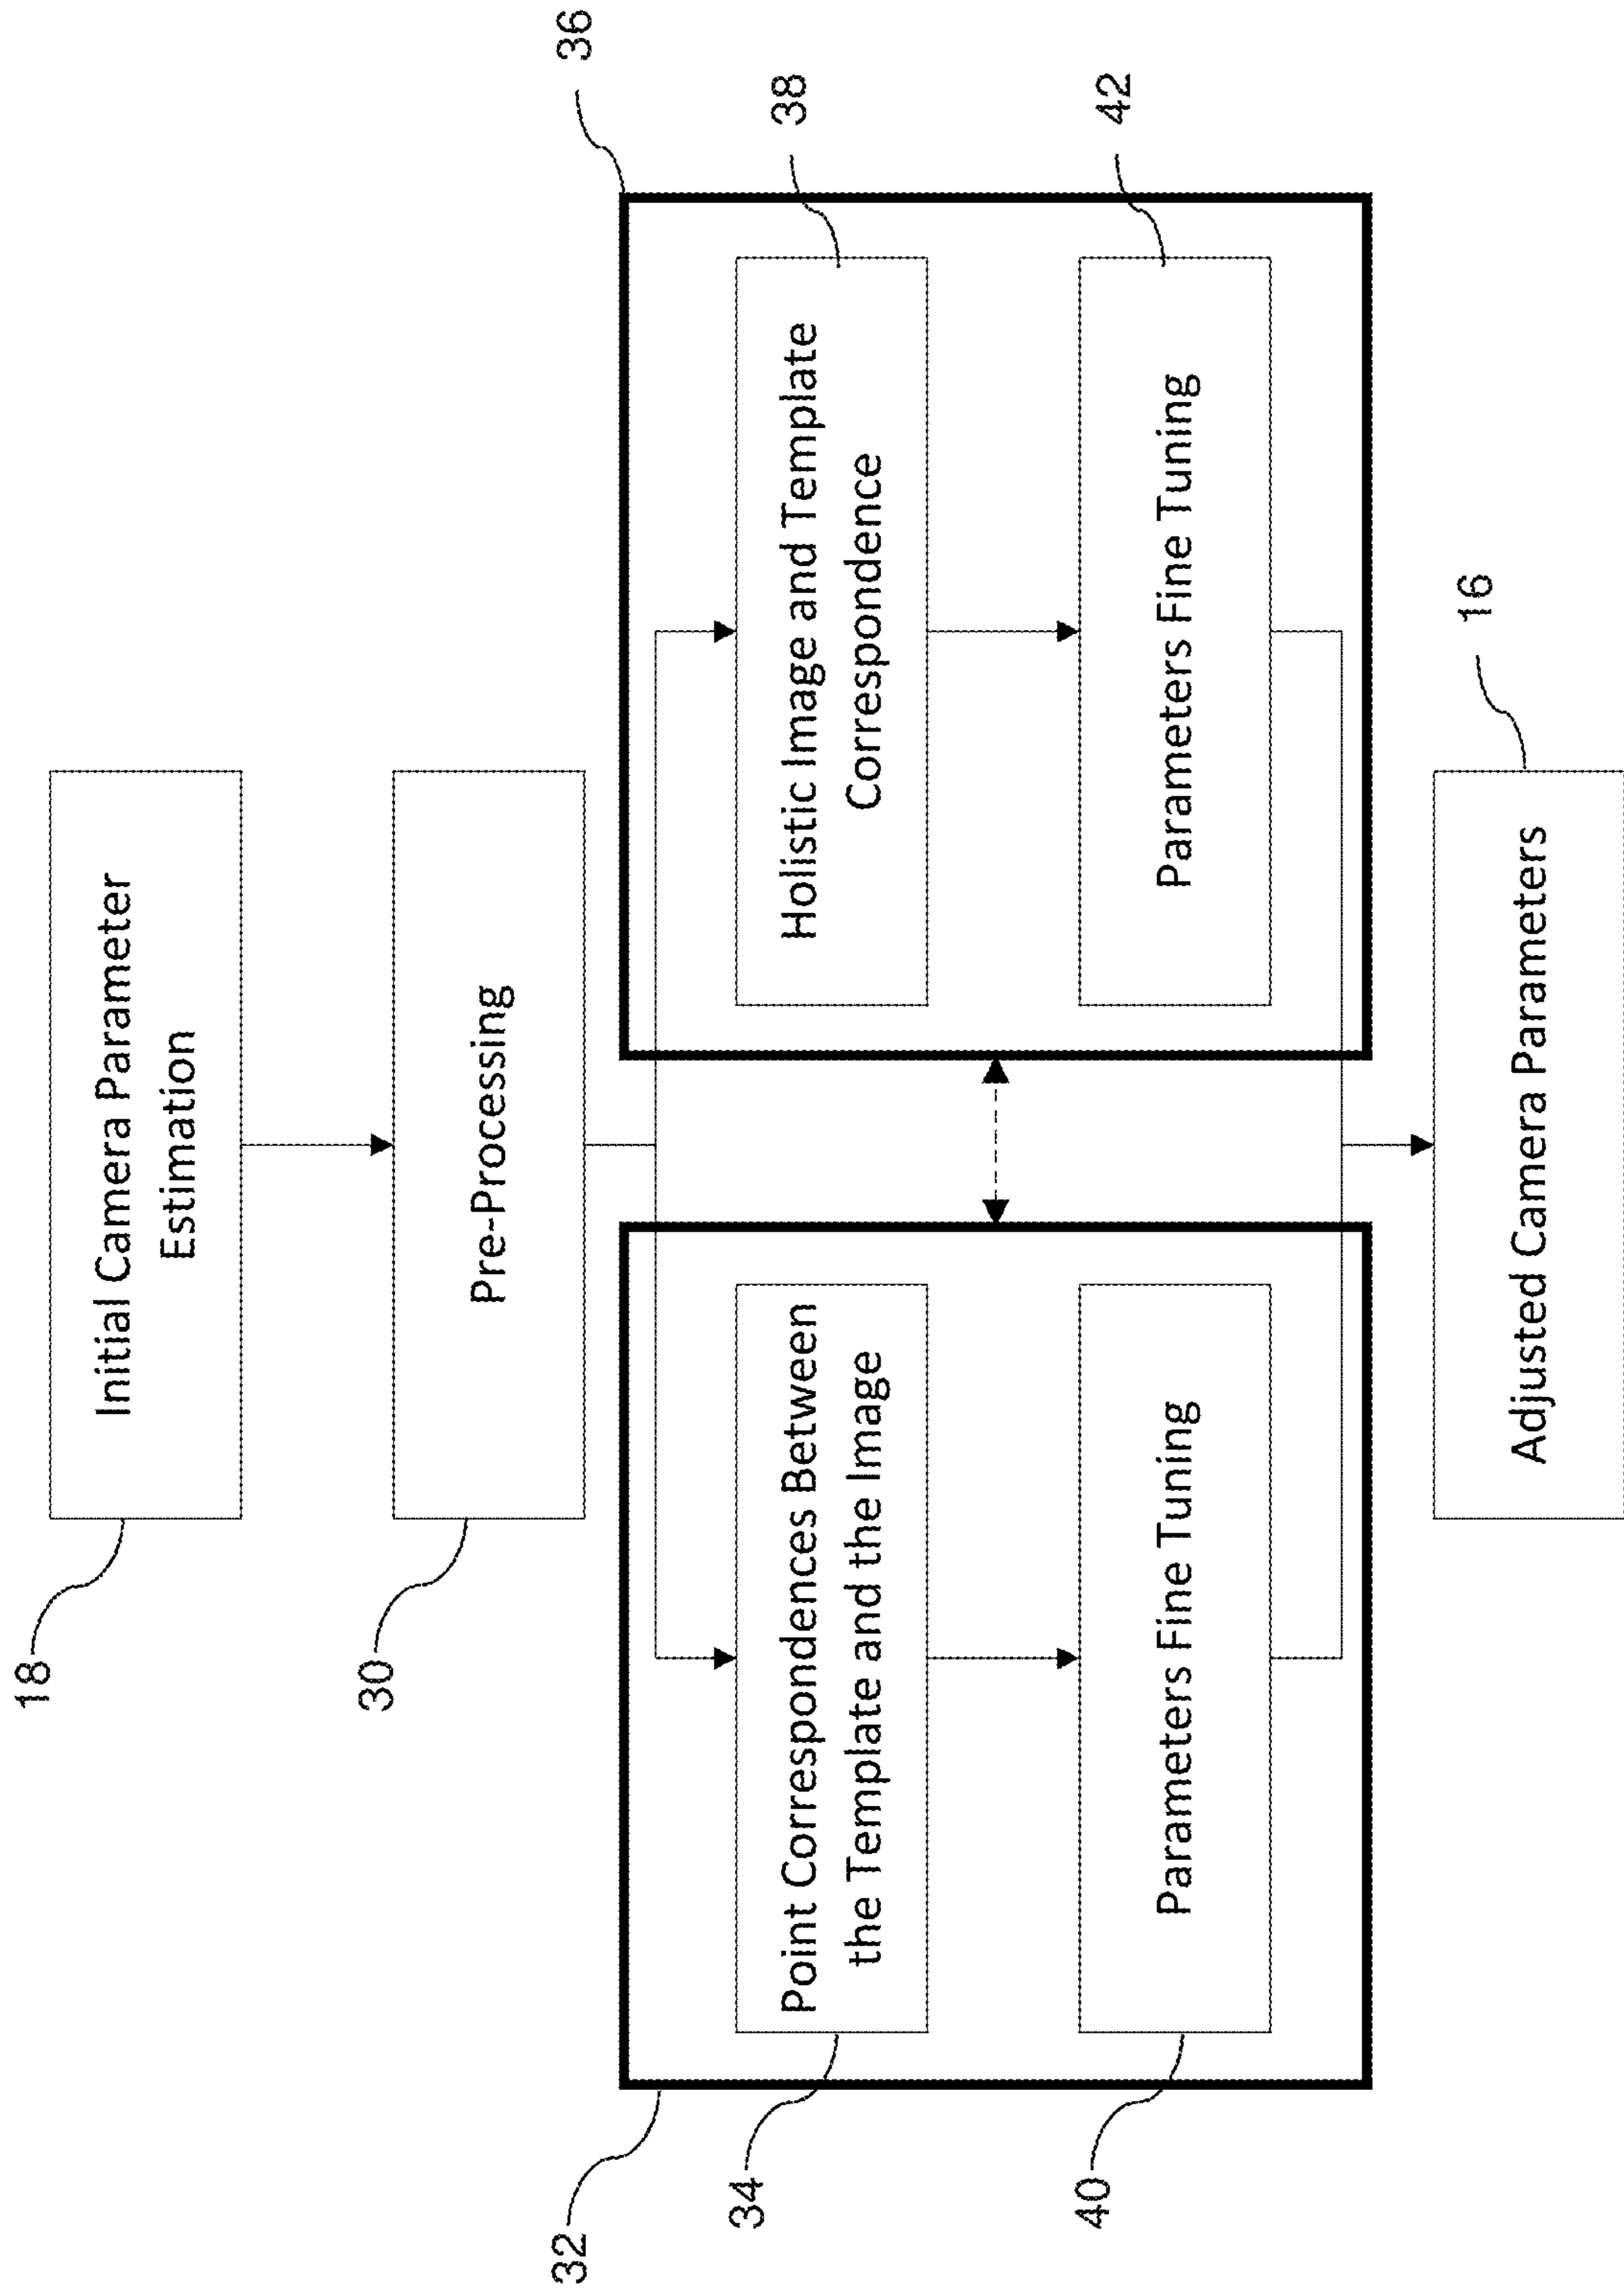 18
Initial Camera Parameter
Estimation
30
Pre-Processing
32
36
34
Point Correspondences Between
the Template and the Image
Holistic Image and Template
Correspondence
38
40
Parameters Fine Tuning
Parameters Fine Tuning
42
Adjusted Camera Parameters
16